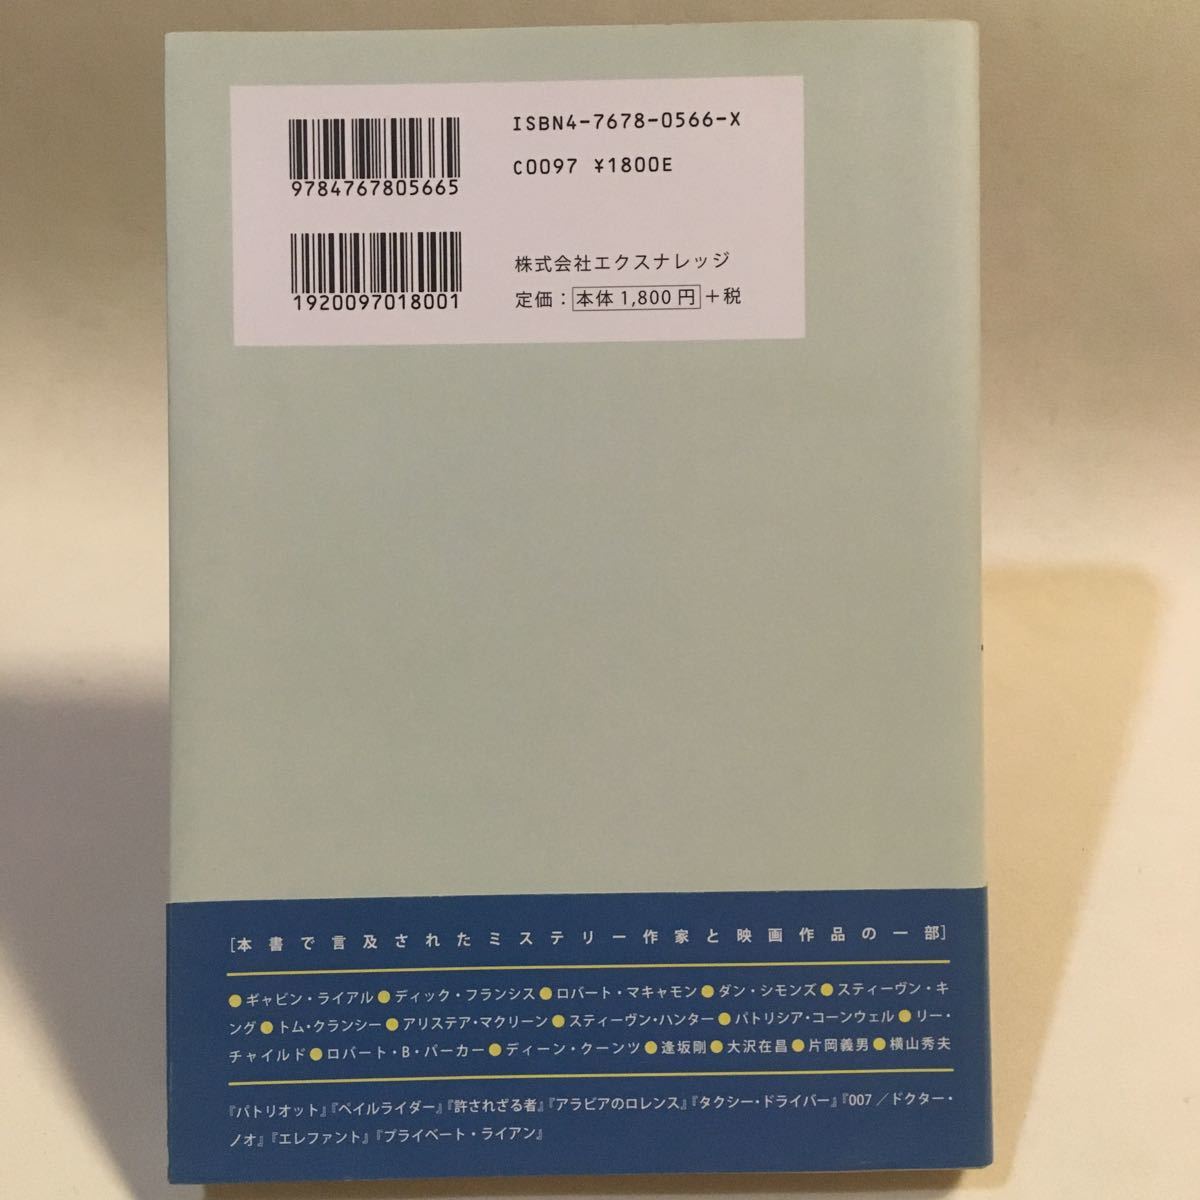 ISBN4-7678-0566-X
9784767805665
C0097 ¥1800E
1920097018001
株式会社エクスナレッジ
定価：本体1,800円+税
[本書で言及されたミステリー作家と映画作品の一部]
●ギャビン・ライアル●ディック・フランシス●ロバート・マキャモン●ダン・シモンズ●スティーヴン・キ
ング●トム・クランシー●アリステア・マクリーン●スティーヴン・ハンター●パトリシア・コーンウェル●リー・
チャイルド●ロバート・B・パーカー●ディーン・クーンツ●逢坂剛●大沢在昌●片岡義男●横山秀夫
『パトリオット』『ペイルライダー』『許されざる者』『アラビアのロレンス』『タクシー・ドライバー』『007／ドクター・
ノオ』『エレファント』『プライベート・ライアン』